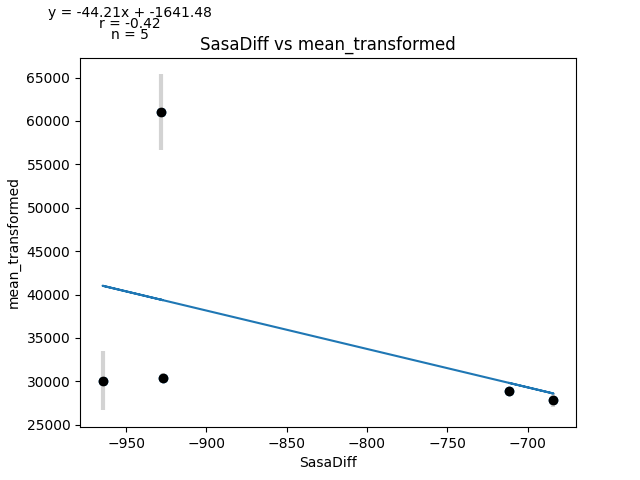 y = -44.21x + -1641.48
r = -0.42
n = 5
SasaDiff vs mean_transformed
65000
60000
55000
50000
45000
40000
35000
30000
25000
mean_transformed
−950
−900
−850
−800
−750
−700
SasaDiff